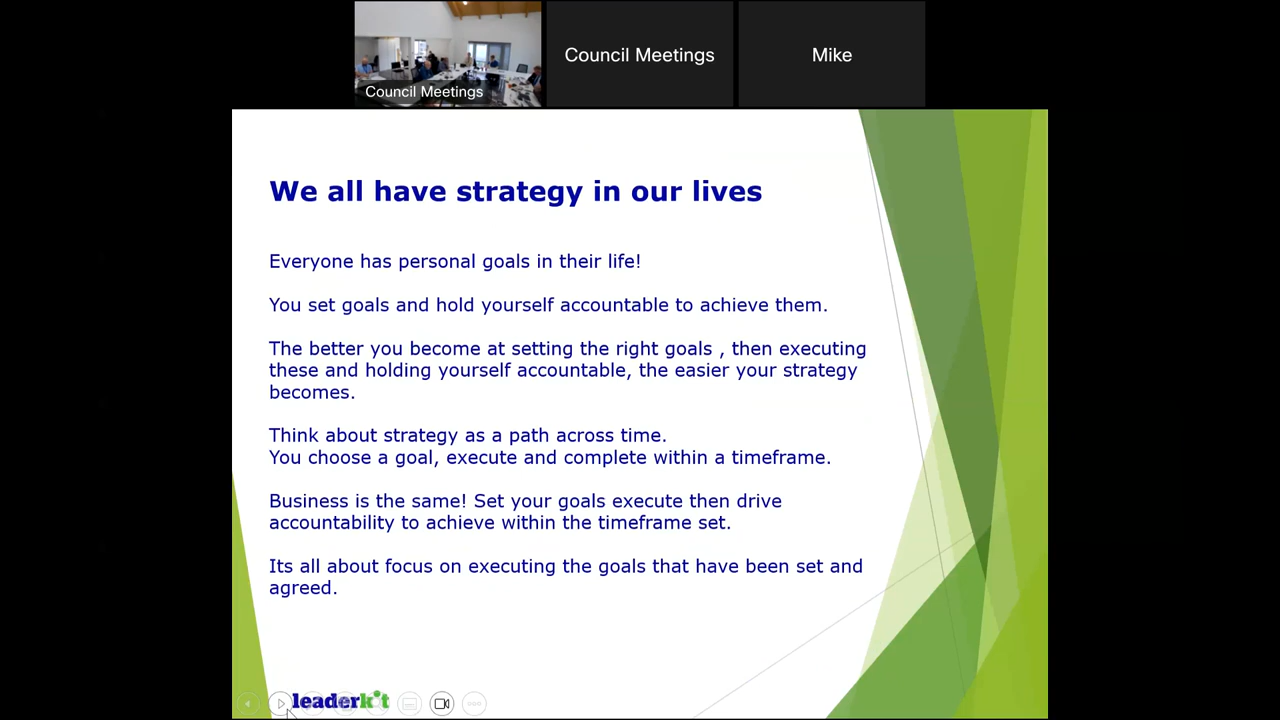 Council Meetings
Council Meetings
Mike
We all have strategy in our lives
Everyone has personal goals in their life!
You set goals and hold yourself accountable to achieve them.
The better you become at setting the right goals , then executing
these and holding yourself accountable, the easier your strategy
becomes.
Think about strategy as a path across time.
You choose a goal, execute and complete within a timeframe.
Business is the same! Set your goals execute then drive
accountability to achieve within the timeframe set.
Its all about focus on executing the goals that have been set and
agreed.
leaderkit